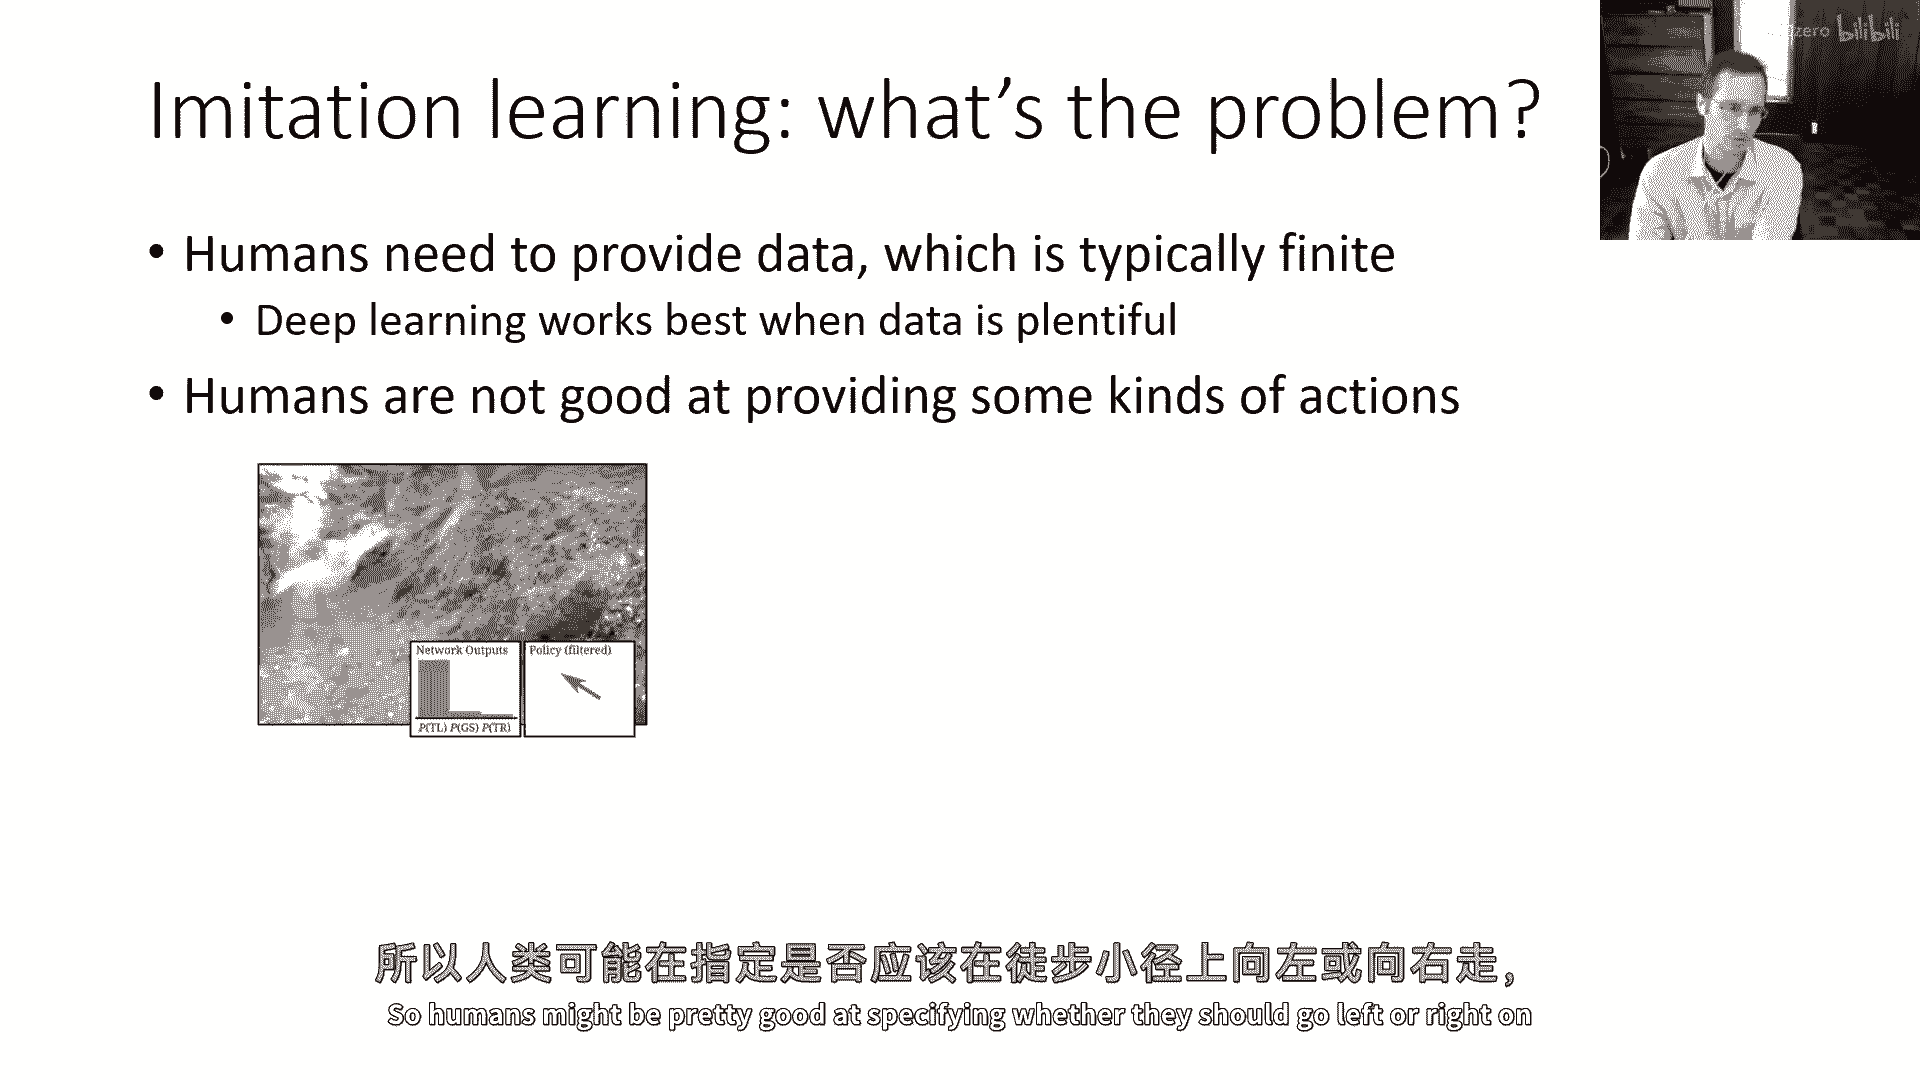 zero bilibili
Imitation learning: what's the problem?
• Humans need to provide data, which is typically finite
• Deep learning works best when data is plentiful
• Humans are not good at providing some kinds of actions
Network Outputs
Policy (filtered)
P(TL) P(GS) P(TR)
所以人类可能在指定是否应该在徒步小径上向左或向右走，
So humans might be pretty good at specifying whether they should go left or right on